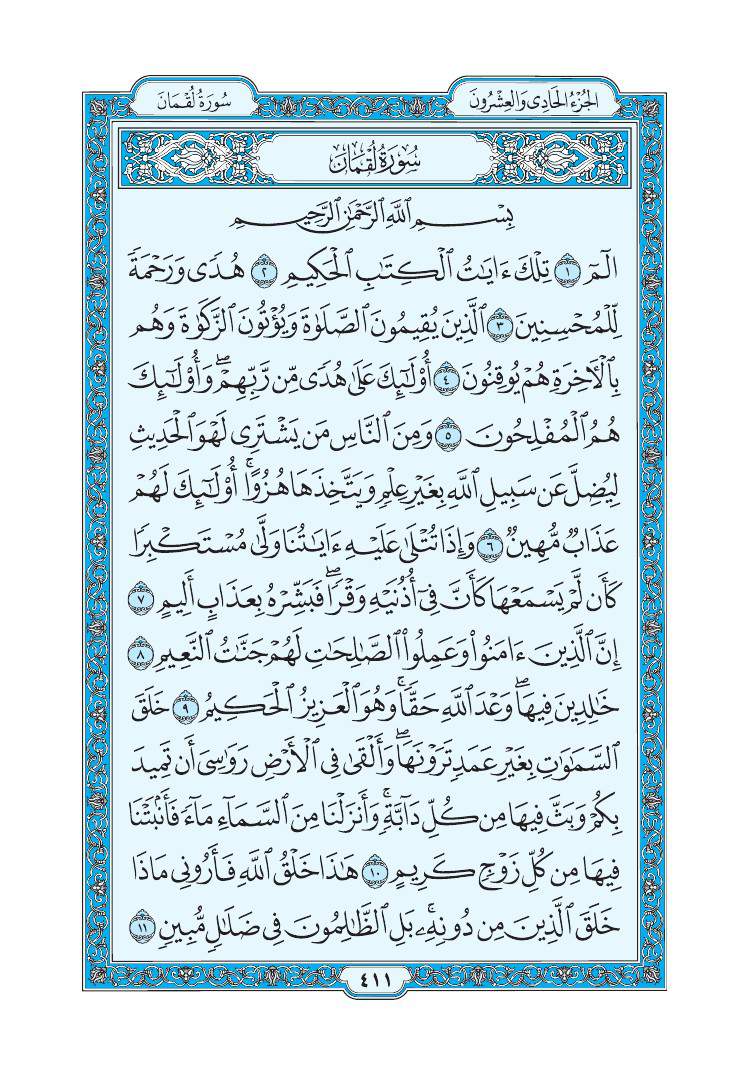 الجُزْءُ الحَادِى وَالعِشْرُونَ
سُورَةُ لُقْمَانَ
سُورَةُ لُقْمَانَ
بِسْمِ ٱللَّهِ ٱلرَّحْمَٰنِ ٱلرَّحِيمِ
الٓمٓ ١ تِلْكَ ءَايَٰتُ ٱلْكِتَٰبِ ٱلْحَكِيمِ ٢ هُدًى وَرَحْمَةً
لِّلْمُحْسِنِينَ ٣ ٱلَّذِينَ يُقِيمُونَ ٱلصَّلَوٰةَ وَيُؤْتُونَ ٱلزَّكَوٰةَ وَهُم
بِٱلْءَاخِرَةِ هُمْ يُوقِنُونَ ٤ أُو۟لَٰٓئِكَ عَلَىٰ هُدًى مِّن رَّبِّهِمْ ۖ وَأُو۟لَٰٓئِكَ
هُمُ ٱلْمُفْلِحُونَ ٥ وَمِنَ ٱلنَّاسِ مَن يَشْتَرِى لَهْوَ ٱلْحَدِيثِ
لِيُضِلَّ عَن سَبِيلِ ٱللَّهِ بِغَيْرِ عِلْمٍ وَيَتَّخِذَهَا هُزُوًا ۚ أُو۟لَٰٓئِكَ لَهُمْ
عَذَابٌ مُّهِينٌ ٦ وَإِذَا تُتْلَىٰ عَلَيْهِ ءَايَٰتُنَا وَلَّىٰ مُسْتَكْبِرًا
كَأَن لَّمْ يَسْمَعْهَا كَأَنَّ فِىٓ أُذُنَيْهِ وَقْرًا ۖ فَبَشِّرْهُ بِعَذَابٍ أَلِيمٍ ٧
إِنَّ ٱلَّذِينَ ءَامَنُوا۟ وَعَمِلُوا۟ ٱلصَّٰلِحَٰتِ لَهُمْ جَنَّٰتُ ٱلنَّعِيمِ ٨
خَٰلِدِينَ فِيهَا ۖ وَعْدَ ٱللَّهِ حَقًّا ۚ وَهُوَ ٱلْعَزِيزُ ٱلْحَكِيمُ ٩ خَلَقَ
ٱلسَّمَٰوَٰتِ بِغَيْرِ عَمَدٍ تَرَوْنَهَا ۖ وَأَلْقَىٰ فِى ٱلْأَرْضِ رَوَٰسِىَ أَن تَمِيدَ
بِكُمْ وَبَثَّ فِيهَا مِن كُلِّ دَآبَّةٍ ۚ وَأَنزَلْنَا مِنَ ٱلسَّمَآءِ مَآءً فَأَنۢبَتْنَا
فِيهَا مِن كُلِّ زَوْجٍ كَرِيمٍ ١٠ هَٰذَا خَلْقُ ٱللَّهِ فَأَرُونِى مَاذَا
خَلَقَ ٱلَّذِينَ مِن دُونِهِۦ ۚ بَلِ ٱلظَّٰلِمُونَ فِى ضَلَٰلٍ مُّبِينٍ ١١
٤١١